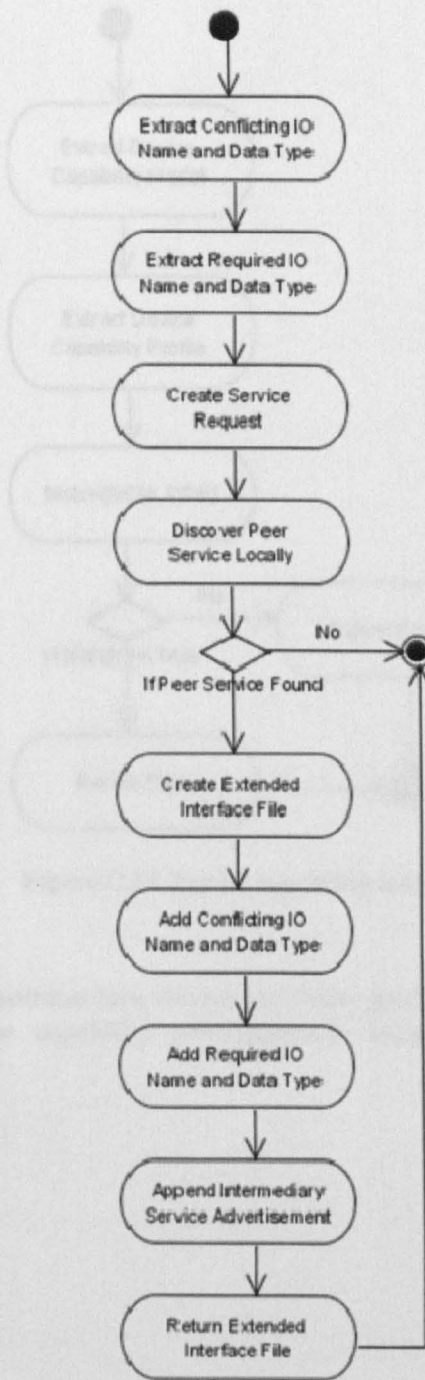 Extract Conflicting IO
Name and Data Type
Extract Required IO
Name and Data Type
Create Service
Request
Discover Peer
Service Locally
No
If Peer Service Found
Create Extended
Interface File
Add Conflicting IO
Name and Data Type
Add Required IO
Name and Data Type
Append Intermediary
Service Advertisement
Return Extended
Interface File